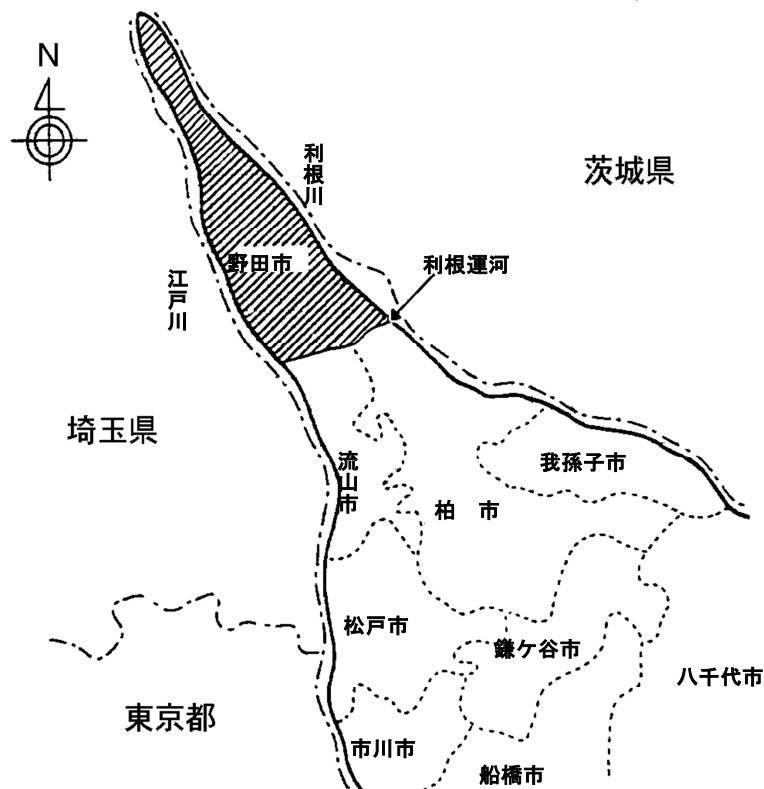 N
利根川
茨城県
野田市
利根運河
江戸川
埼玉県
流山市
我孫子市
柏市
松戸市
鎌ケ谷市
八千代市
東京都
市川市
船橋市